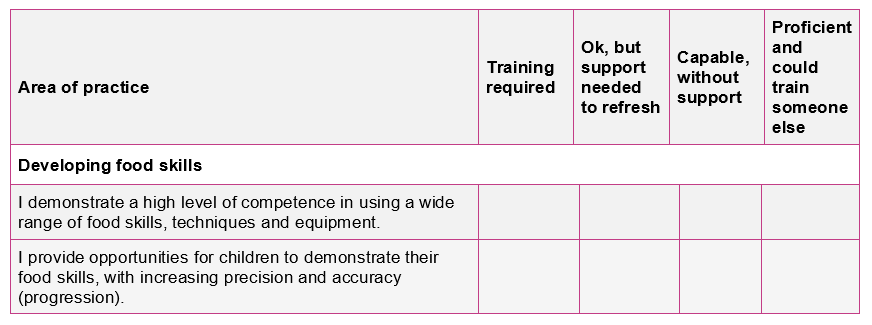 Area of practice
Training
required
Ok, but
support
needed
to refresh
Capable,
without
support
Proficient
and
could
train
someone
else
Developing food skills
I demonstrate a high level of competence in using a wide
range of food skills, techniques and equipment.
I provide opportunities for children to demonstrate their
food skills, with increasing precision and accuracy
(progression).